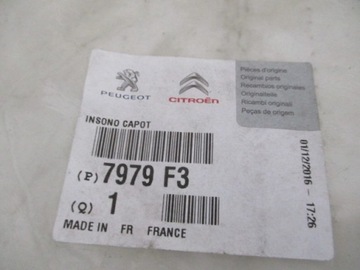 PEUGEOT
CITROËN
Pièces d'origine
Original parts
Recambios originales
Originalteile
Ricambi originali
Peças de origem
INSONO CAPOT
(P) 7979 F3
(Q) 1
MADE IN FR FRANCE
01/12/2016 - 17:26